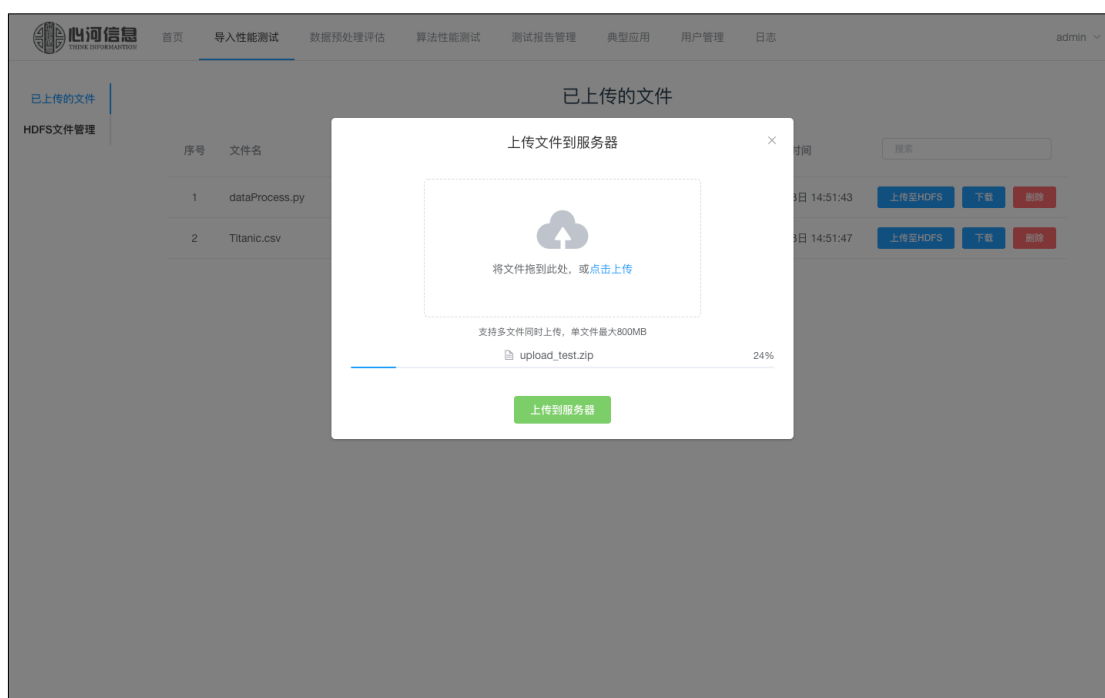 心河信息
THINK INFORMANTION
首页 导入性能测试 数据预处理评估 算法性能测试 测试报告管理 典型应用 用户管理 日志 admin
已上传的文件
HDFS文件管理
已上传的文件
序号 文件名 时间 搜索
1 dataProcess.py 日 14:51:43 上传至HDFS 下载 删除
2 Titanic.csv 日 14:51:47 上传至HDFS 下载 删除
上传文件到服务器
将文件拖到此处，或点击上传
支持多文件同时上传，单文件最大800MB
upload_test.zip 24%
上传到服务器